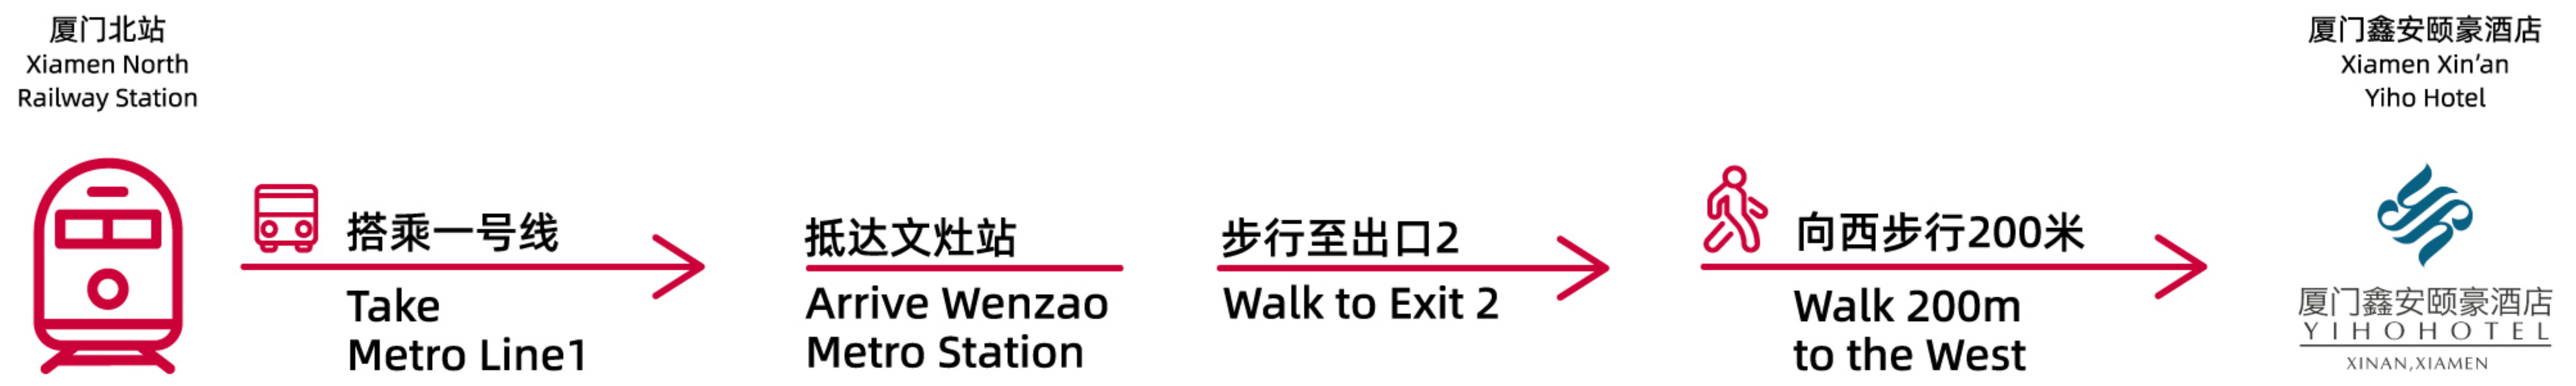 厦门北站
Xiamen North
Railway Station
搭乘一号线
Take
Metro Line1
抵达文灶站
Arrive Wenzao
Metro Station
步行至出口2
Walk to Exit 2
向西步行200米
Walk 200m
to the West
厦门鑫安颐豪酒店
Xiamen Xin’an
Yiho Hotel
厦门鑫安颐豪酒店
YIHOHOTEL
XINAN,XIAMEN